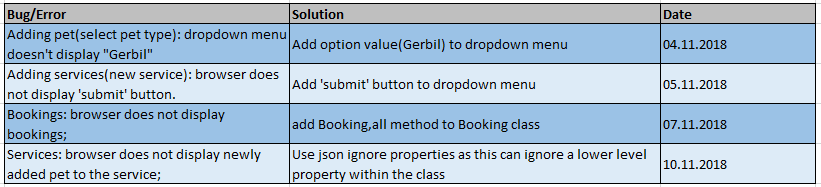 Bug/Error Solution Date
Adding pet(select pet type): dropdown menu
doesn't display "Gerbil" Add option value(Gerbil) to dropdown menu 04.11.2018
Adding services(new service): browser does
not display 'submit' button. Add 'submit' button to dropdown menu 05.11.2018
Bookings: browser does not display
bookings; add Booking,all method to Booking class 07.11.2018
Services: browser does not display newly
added pet to the service; Use json ignore properties as this can ignore a lower level
property within the class 10.11.2018